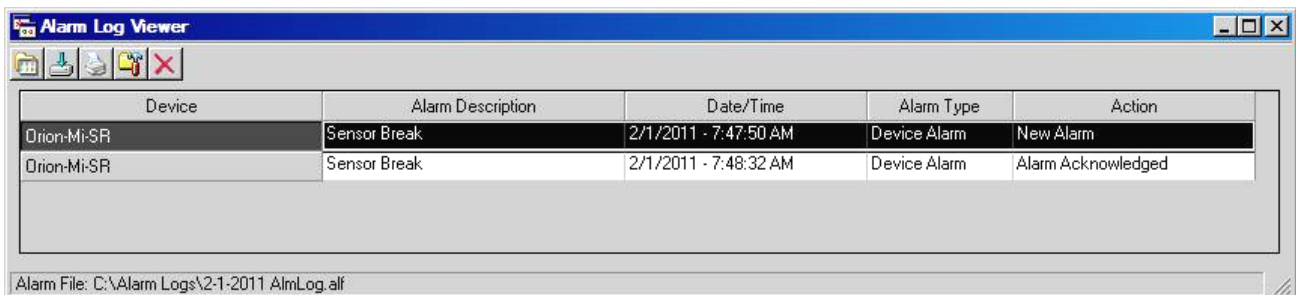 Alarm Log Viewer
Device Alarm Description Date/Time Alarm Type Action
Orion-Mi-SR Sensor Break 2/1/2011 - 7:47:50 AM Device Alarm New Alarm
Orion-Mi-SR Sensor Break 2/1/2011 - 7:48:32 AM Device Alarm Alarm Acknowledged
Alarm File: C:\Alarm Logs\2-1-2011 AlmLog.alf